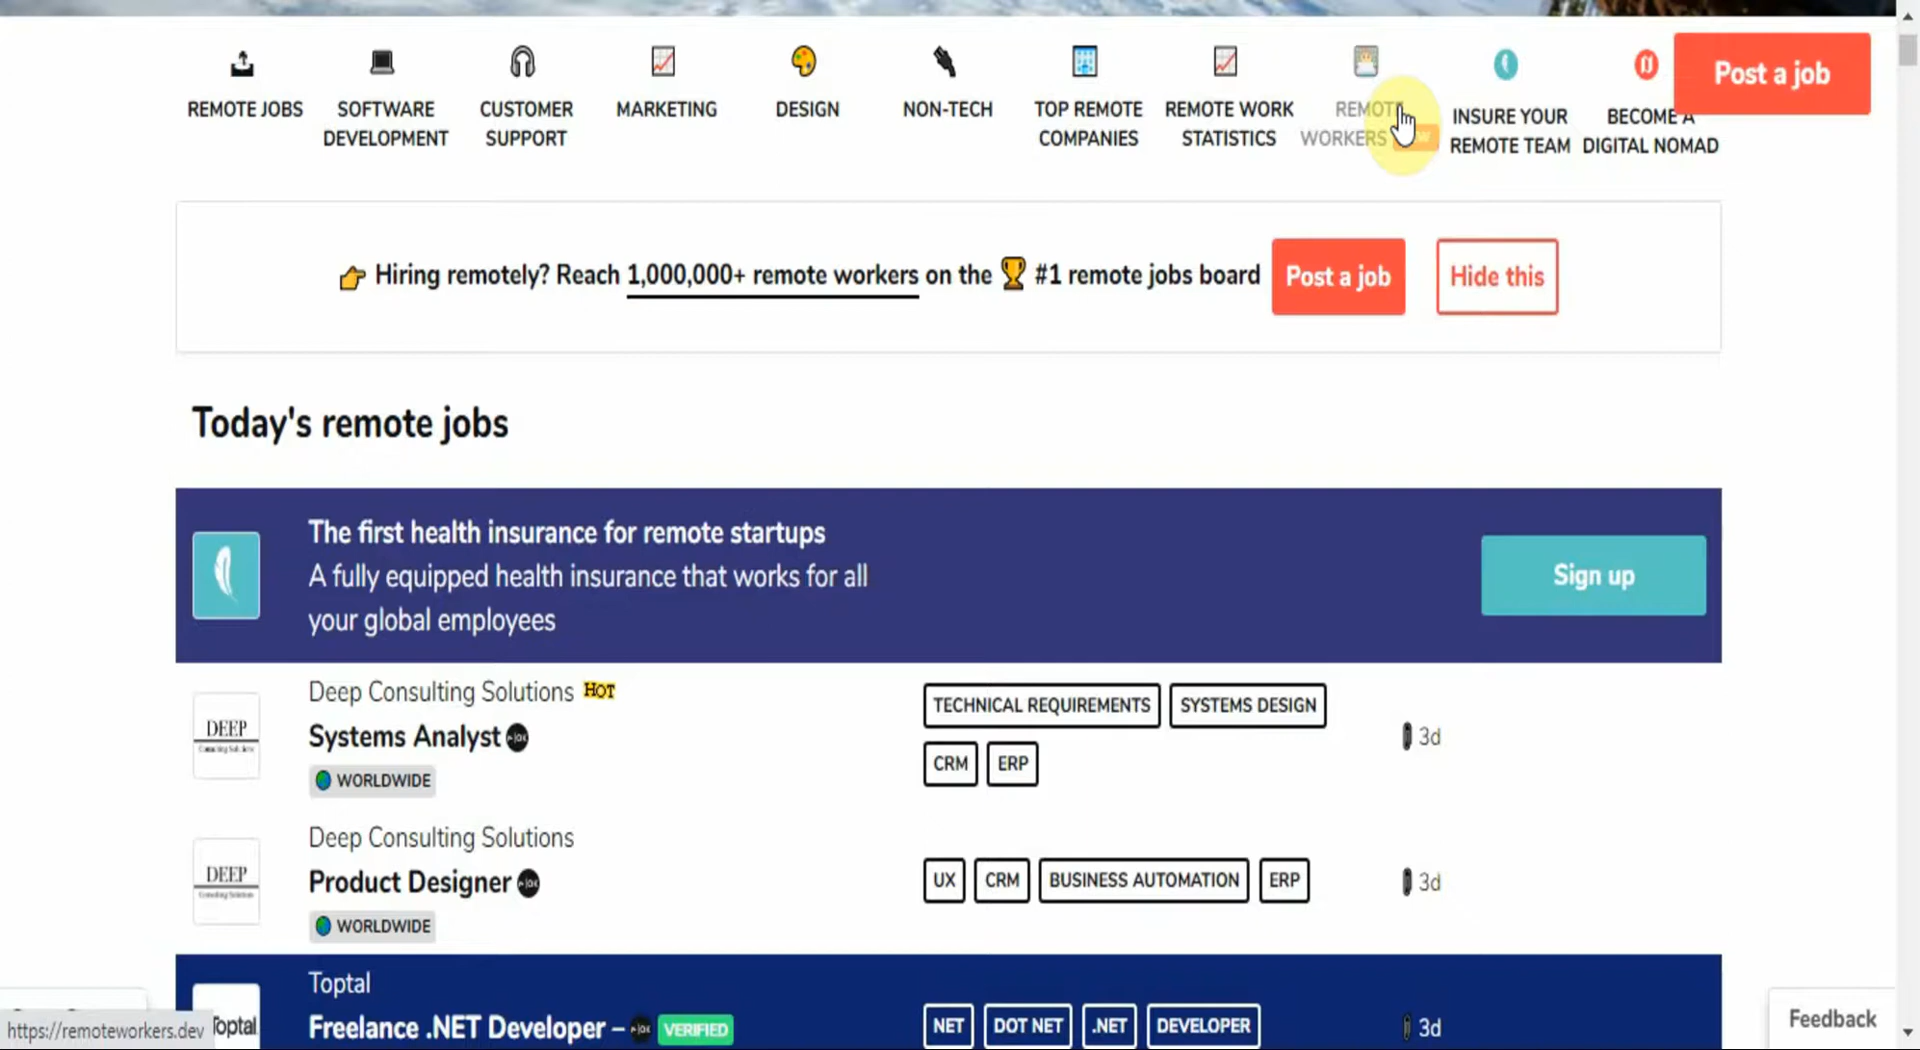 REMOTE JOBS
SOFTWARE
DEVELOPMENT
CUSTOMER
SUPPORT
MARKETING
DESIGN
NON-TECH
TOP REMOTE
COMPANIES
REMOTE WORK
STATISTICS
REMOTE
WORKERS
INSURE YOUR
REMOTE TEAM
BECOME A
DIGITAL NOMAD
Post a job
Hiring remotely? Reach 1,000,000+ remote workers on the #1 remote jobs board
Post a job
Hide this
Today's remote jobs
The first health insurance for remote startups
A fully equipped health insurance that works for all
your global employees
Sign up
DEEP
Deep Consulting Solutions HOT
Systems Analyst
WORLDWIDE
TECHNICAL REQUIREMENTS SYSTEMS DESIGN
CRM ERP
3d
DEEP
Deep Consulting Solutions
Product Designer
WORLDWIDE
UX CRM BUSINESS AUTOMATION ERP
3d
Toptal
Toptal
Freelance .NET Developer – VERIFIED
NET DOT NET .NET DEVELOPER
3d
https://remoteworkers.dev
Feedback